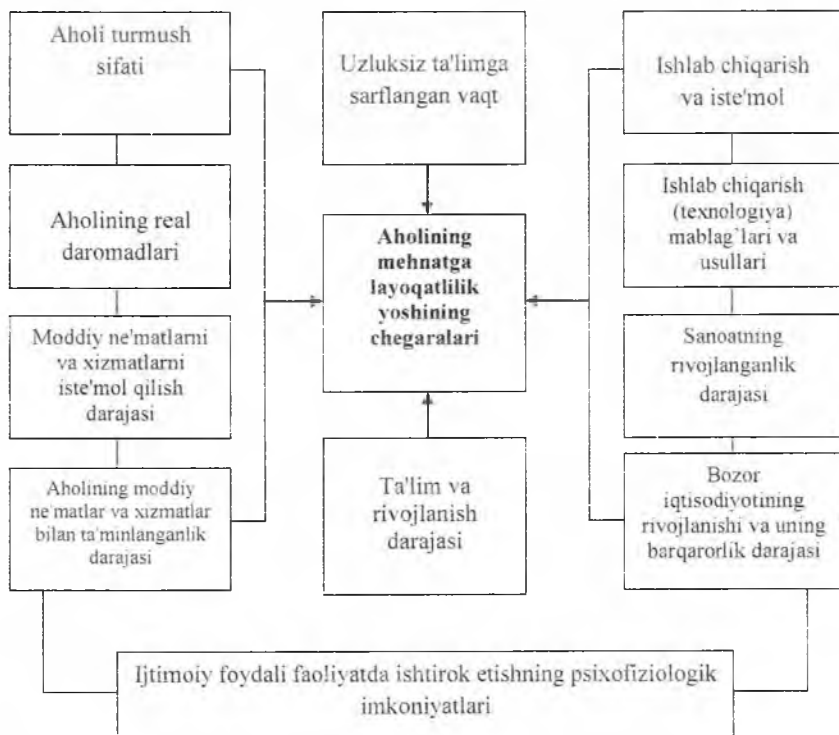 Aholi turmush
sifati
Aholining real
daromadlari
Moddiy ne'matlarni
va xizmatlarni
iste'mol qilish
darajasi
Aholining moddiy
ne'matlar va xizmatlar
bilan ta'minlanganlik
darajasi
Uzluksiz ta'limga
sarflangan vaqt
Aholining
mehnatga
layoqatlilik
yoshining
chegaralari
Ta'lim va
rivojlanish
darajasi
Ishlab chiqarish
va iste'mol
Ishlab chiqarish
(texnologiya)
mablag`lari va
usullari
Sanoatning
rivojlanganlik
darajasi
Bozor
iqtisodiyotining
rivojlanishi va uning
barqarorlik darajasi
Ijtimoiy foydali faoliyatda ishtirok etishning psixofiziologik
imkoniyatlari